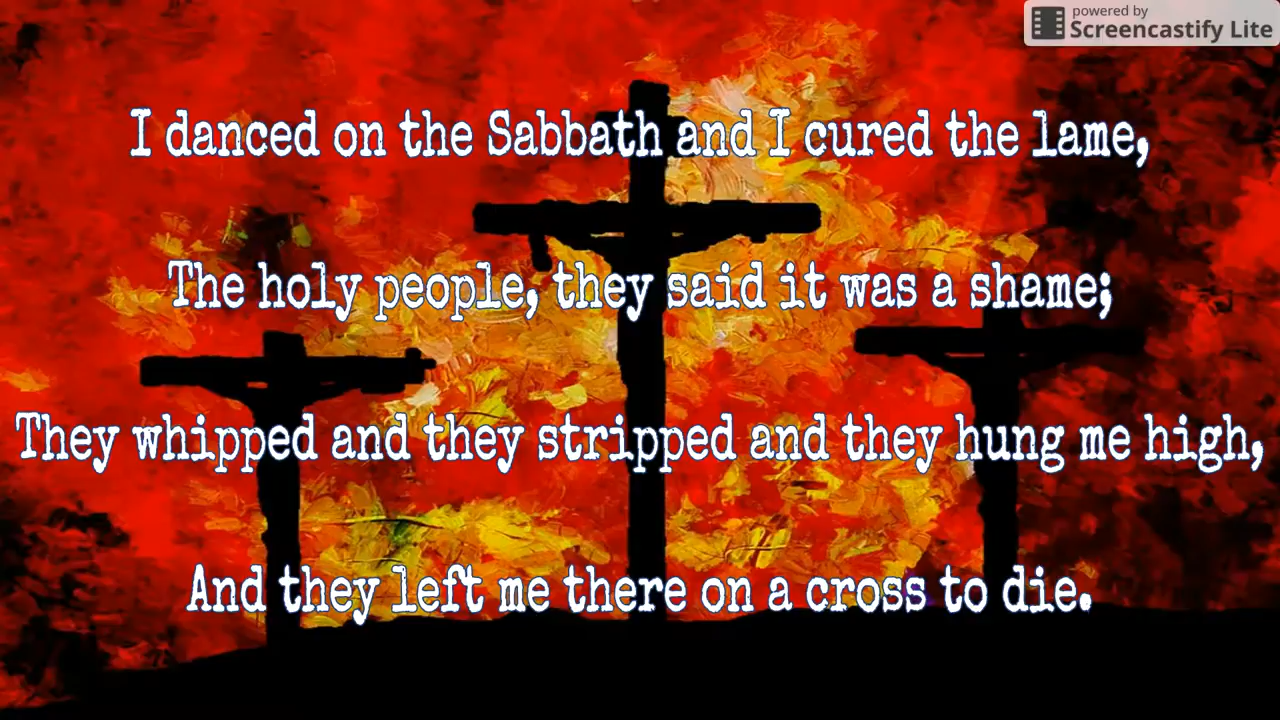 powered by
Screencastify Lite
I danced on the Sabbath and I cured the lame,
The holy people, they said it was a shame;
They whipped and they stripped and they hung me high,
And they left me there on a cross to die.